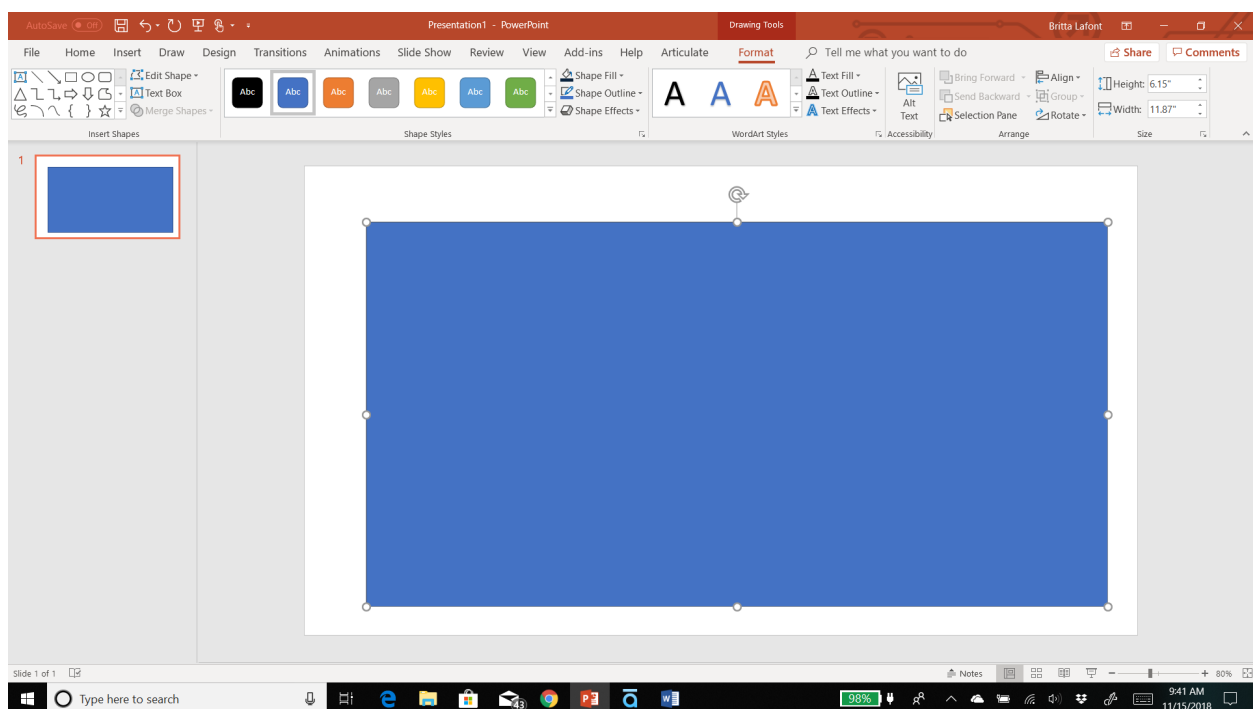 AutoSave Off Presentation1 - PowerPoint Drawing Tools Britta Lafont
File Home Insert Draw Design Transitions Animations Slide Show Review View Add-ins Help Articulate Format Tell me what you want to do Share Comments
Edit Shape
Text Box
Merge Shapes
Insert Shapes
Abc Abc Abc Abc Abc Abc Abc
Shape Styles
Shape Fill
Shape Outline
Shape Effects
A A A
WordArt Styles
Text Fill
Text Outline
Text Effects
Alt
Text
Accessibility
Bring Forward
Send Backward
Selection Pane
Align
Group
Rotate
Arrange
Height: 6.15"
Width: 11.87"
Size
1
Slide 1 of 1 Notes 80%
Type here to search 43 98% 9:41 AM
11/15/2018